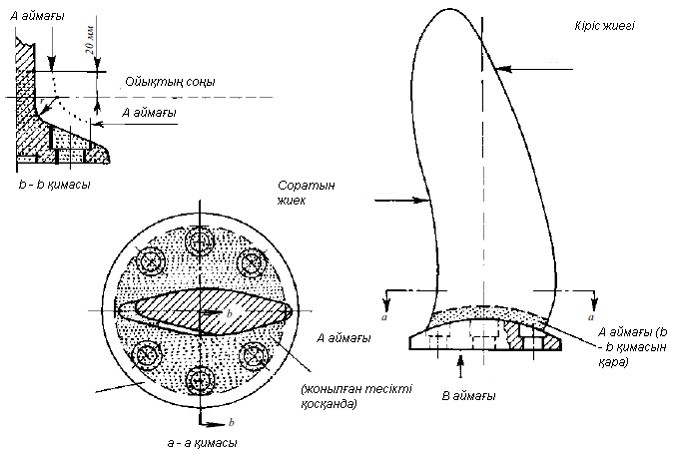 А аймағы
20 мм
Кіріс жиегі
Ойықтың соңы
А аймағы
b - b қимасы
Соратын
жиек
b
a
a
А аймағы
А аймағы (b
- b қимасын
қара)
(жонылған тесікті
қосқанда)
В аймағы
b
а - а қимасы